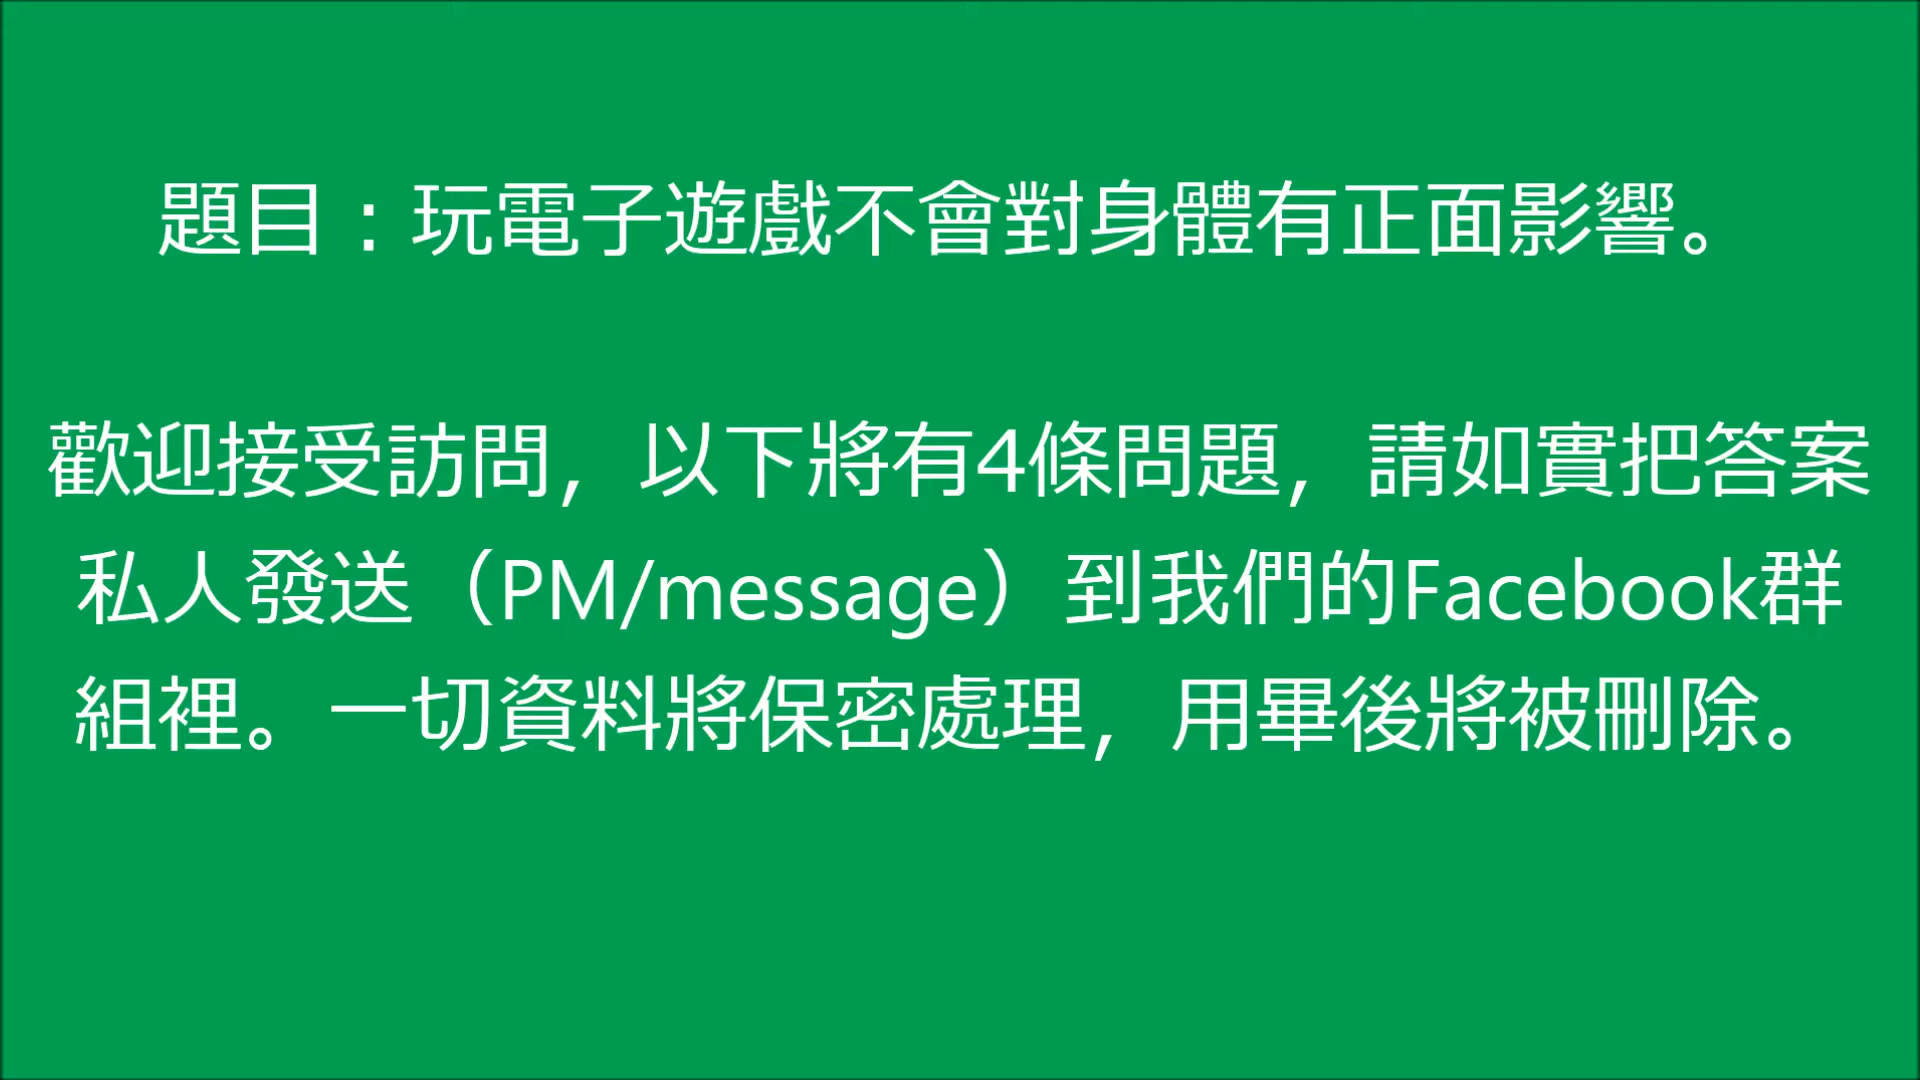 題目：玩電子遊戲不會對身體有正面影響。
歡迎接受訪問，以下將有4條問題，請如實把答案
私人發送（PM/message）到我們的Facebook群
組裡。一切資料將保密處理，用畢後將被刪除。